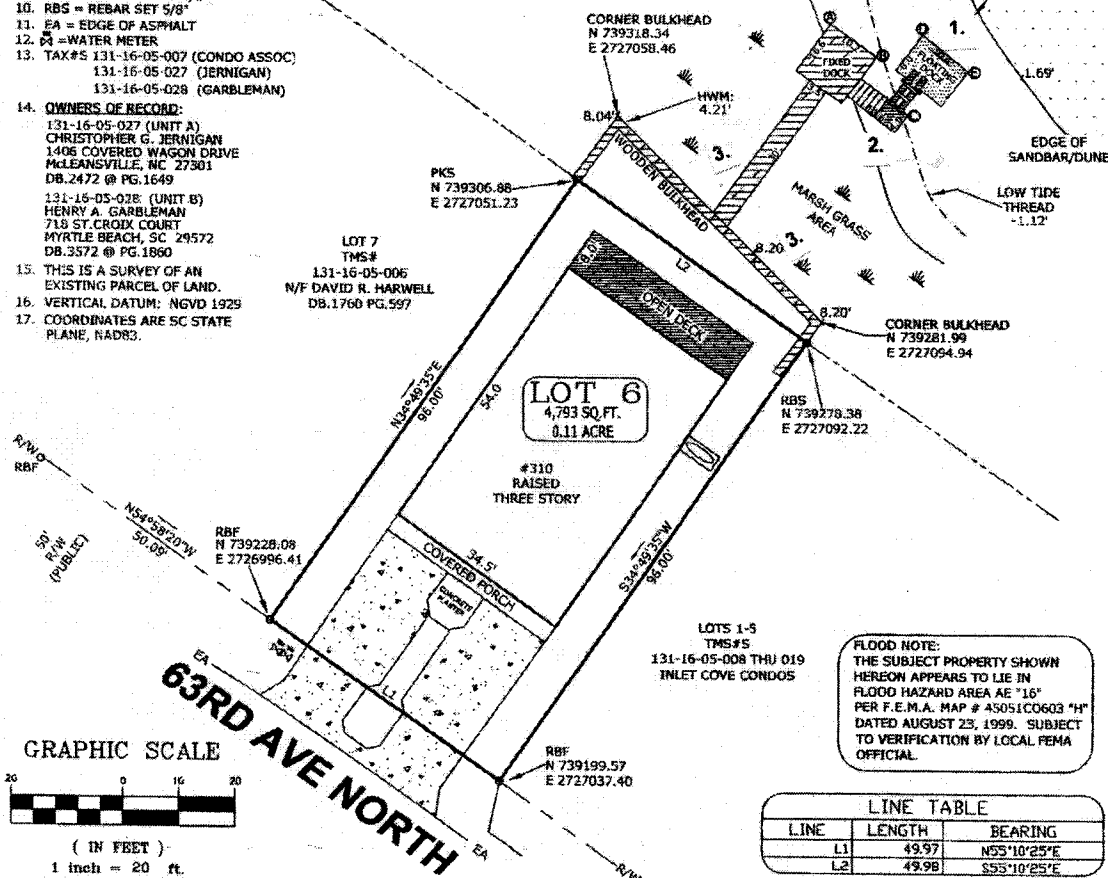 10. RBS = REBAR SET 5/8"
11. EA = EDGE OF ASPHALT
12. = WATER METER
13. TAX#S 131-16-05-007 (CONDO ASSOC)
131-16-05-027 (JERNIGAN)
131-16-05-028 (GARBLEMAN)
14. OWNERS OF RECORD:
131-16-05-027 (UNIT A)
CHRISTOPHER G. JERNIGAN
1406 COVERED WAGON DRIVE
McLEANSVILLE, NC 27301
DB.2472 @ PG.1649
131-16-05-028 (UNIT B)
HENRY A. GARBLEMAN
718 ST.CROIX COURT
MYRTLE BEACH, SC 29572
DB.3572 @ PG.1860
15. THIS IS A SURVEY OF AN
EXISTING PARCEL OF LAND.
16. VERTICAL DATUM: NGVD 1929
17. COORDINATES ARE SC STATE
PLANE, NAD83.
CORNER BULKHEAD
N 739318.34
E 2727058.46
8.04'
HWM:
4.21'
A
B
C
D
E
FIXED
DOCK
FLOATING
DOCK
1.
2.
3.
3.
1.69'
EDGE OF
SANDBAR/DUNE
LOW TIDE
THREAD
-1.12'
MARSH GRASS
AREA
WOODEN BULKHEAD
8.20
8.20'
PKS
N 739306.88
E 2727051.23
LOT 7
TMS#
131-16-05-006
N/F DAVID R. HARWELL
DB.1760 PG.597
L2
9.0'
OPEN DECK
CORNER BULKHEAD
N 739281.99
E 2727094.94
RBS
N 739278.38
E 2727092.22
N34°49'35"E
96.00'
54.0
LOT 6
4,793 SQ.FT.
0.11 ACRE
#310
RAISED
THREE STORY
S34°49'35"W
96.00'
R/W
RBF
N54°58'20"W
50.09'
50'
R/W
(PUBLIC)
RBF
N 739228.08
E 2726996.41
34.5'
COVERED PORCH
CONCRETE
PLANTER
L1
EA
63RD AVE NORTH
EA
R/W
RBF
N 739199.57
E 2727037.40
LOTS 1-5
TMS#S
131-16-05-008 THU 019
INLET COVE CONDOS
FLOOD NOTE:
THE SUBJECT PROPERTY SHOWN
HEREON APPEARS TO LIE IN
FLOOD HAZARD AREA AE "16"
PER F.E.M.A. MAP # 45051C0603 "H"
DATED AUGUST 23, 1999. SUBJECT
TO VERIFICATION BY LOCAL FEMA
OFFICIAL.
GRAPHIC SCALE
20 0 10 20
( IN FEET )
1 inch = 20 ft.
LINE TABLE
LINE LENGTH BEARING
L1 49.97 N55°10'25"E
L2 49.98 S55°10'25"E